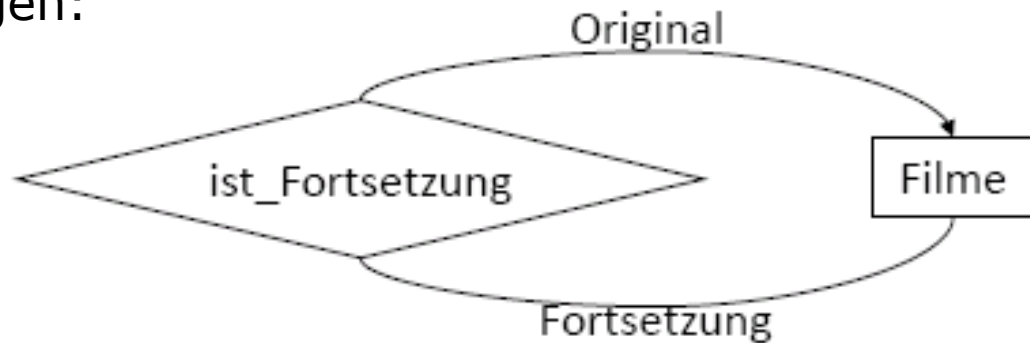 gen:
Original
ist_Fortsetzung
Filme
Fortsetzung